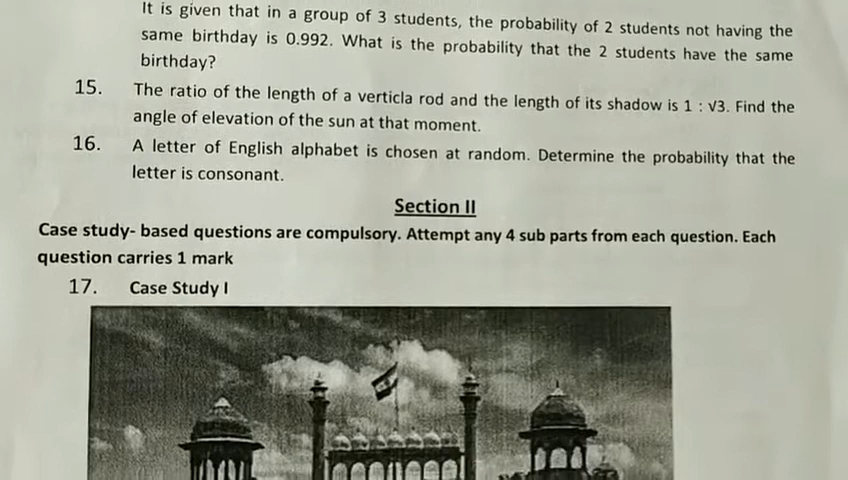 It is given that in a group of 3 students, the probability of 2 students not having the
same birthday is 0.992. What is the probability that the 2 students have the same
birthday?
15. The ratio of the length of a verticla rod and the length of its shadow is 1 : √3. Find the
angle of elevation of the sun at that moment.
16. A letter of English alphabet is chosen at random. Determine the probability that the
letter is consonant.
Section II
Case study- based questions are compulsory. Attempt any 4 sub parts from each question. Each
question carries 1 mark
17. Case Study I